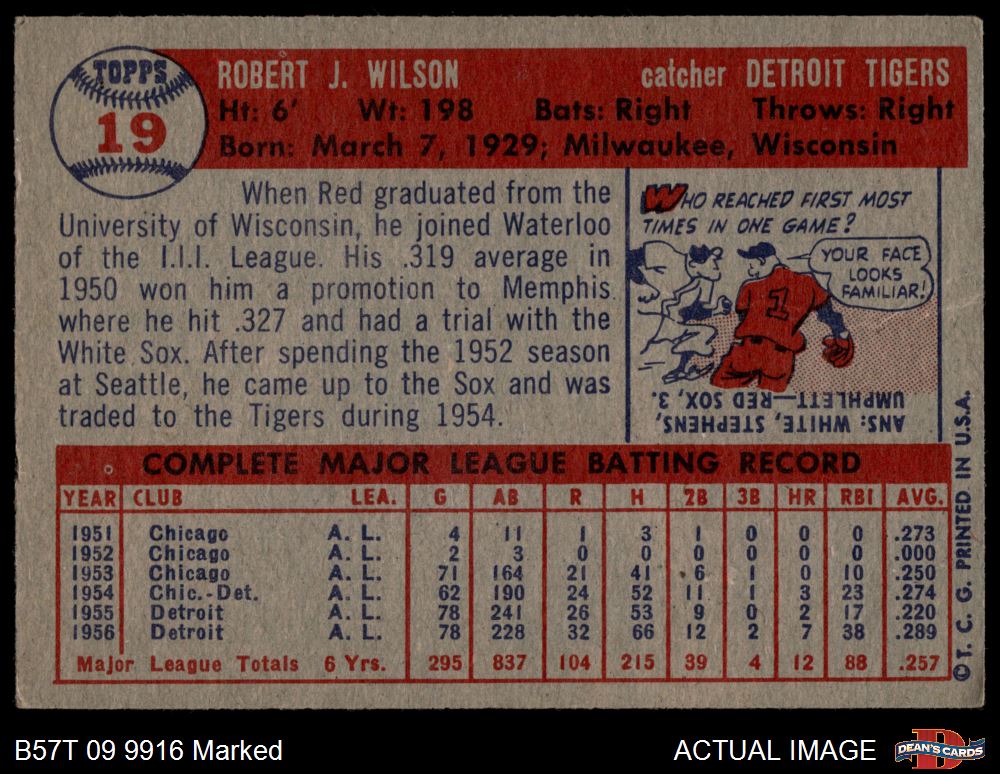 TOPPS
19
ROBERT J. WILSON catcher DETROIT TIGERS
Ht: 6' Wt: 198 Bats: Right Throws: Right
Born: March 7, 1929; Milwaukee, Wisconsin
When Red graduated from the
University of Wisconsin, he joined Waterloo
of the I.I.I. League. His .319 average in
1950 won him a promotion to Memphis
where he hit .327 and had a trial with the
White Sox. After spending the 1952 season
at Seattle, he came up to the Sox and was
traded to the Tigers during 1954.
WHO REACHED FIRST MOST
TIMES IN ONE GAME?
YOUR FACE
LOOKS
FAMILIAR!
1
ANS: WHITE, STEPHENS,
UMPHLETT—RED SOX, 3.
COMPLETE MAJOR LEAGUE BATTING RECORD
YEAR CLUB LEA. G AB R H 2B 3B HR RBI AVG.
1951 Chicago A. L. 4 11 1 3 1 0 0 0 .273
1952 Chicago A. L. 2 3 0 0 0 0 0 0 .000
1953 Chicago A. L. 71 164 21 41 6 1 0 10 .250
1954 Chic.-Det. A. L. 62 190 24 52 11 1 3 23 .274
1955 Detroit A. L. 78 241 26 53 9 0 2 17 .220
1956 Detroit A. L. 78 228 32 66 12 2 7 38 .289
Major League Totals 6 Yrs. 295 837 104 215 39 4 12 88 .257
© T. C. G. PRINTED IN U.S.A.
B57T 09 9916 Marked ACTUAL IMAGE
D
DEAN'S CARDS